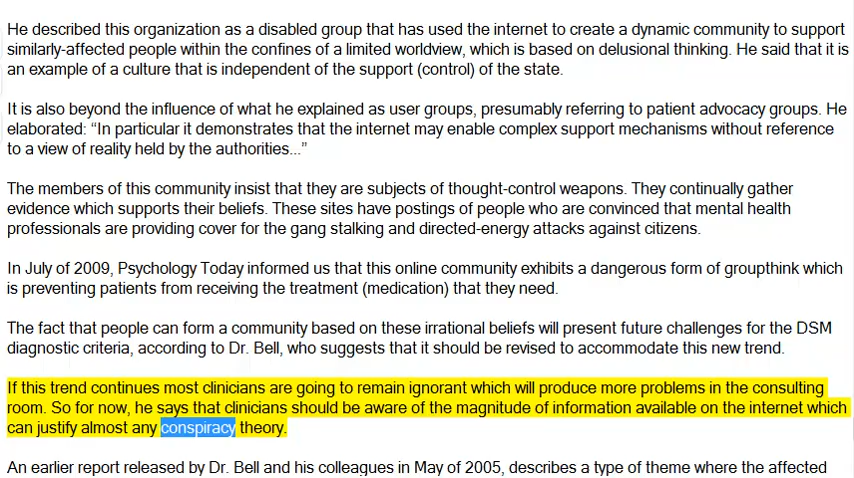 He described this organization as a disabled group that has used the internet to create a dynamic community to support
similarly-affected people within the confines of a limited worldview, which is based on delusional thinking. He said that it is
an example of a culture that is independent of the support (control) of the state.
It is also beyond the influence of what he explained as user groups, presumably referring to patient advocacy groups. He
elaborated: “In particular it demonstrates that the internet may enable complex support mechanisms without reference
to a view of reality held by the authorities...”
The members of this community insist that they are subjects of thought-control weapons. They continually gather
evidence which supports their beliefs. These sites have postings of people who are convinced that mental health
professionals are providing cover for the gang stalking and directed-energy attacks against citizens.
In July of 2009, Psychology Today informed us that this online community exhibits a dangerous form of groupthink which
is preventing patients from receiving the treatment (medication) that they need.
The fact that people can form a community based on these irrational beliefs will present future challenges for the DSM
diagnostic criteria, according to Dr. Bell, who suggests that it should be revised to accommodate this new trend.
If this trend continues most clinicians are going to remain ignorant which will produce more problems in the consulting
room. So for now, he says that clinicians should be aware of the magnitude of information available on the internet which
can justify almost any conspiracy theory.
An earlier report released by Dr. Bell and his colleagues in May of 2005, describes a type of theme where the affected